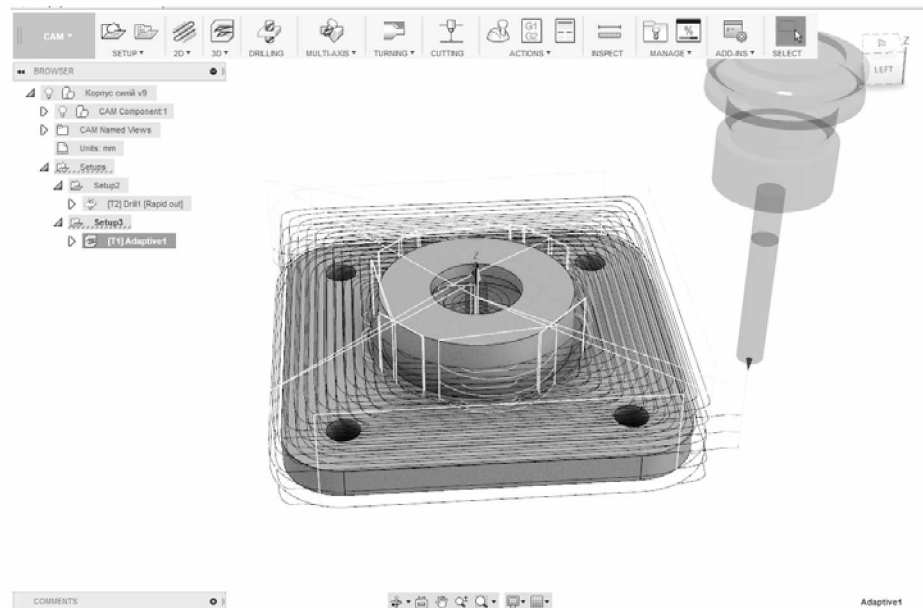 CAM
SETUP 2D 3D DRILLING MULTI-AXIS TURNING CUTTING ACTIONS INSPECT MANAGE ADD-INS SELECT
G1
G2
%
Z
LEFT
BROWSER
Корпус синій v9
CAM Component:1
CAM Named Views
Units: mm
Setups
Setup2
[T2] Drill1 [Rapid out]
Setup3
[T1] Adaptive1
Z
COMMENTS
Adaptive1